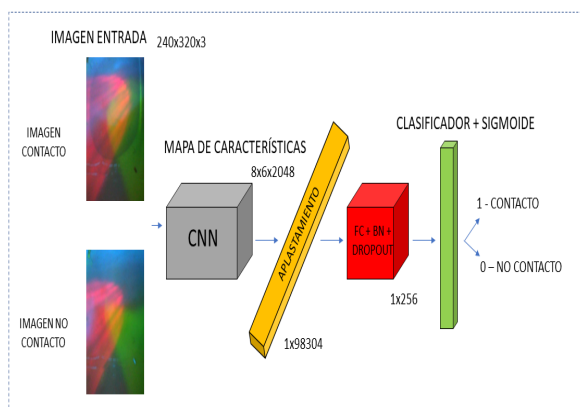 IMAGEN ENTRADA
240x320x3
IMAGEN
CONTACTO
MAPA DE CARACTERÍSTICAS
8x6x2048
CNN
APLASTAMIENTO
1x98304
FC + BN +
DROPOUT
1x256
CLASIFICADOR + SIGMOIDE
1 - CONTACTO
0 – NO CONTACTO
IMAGEN NO
CONTACTO